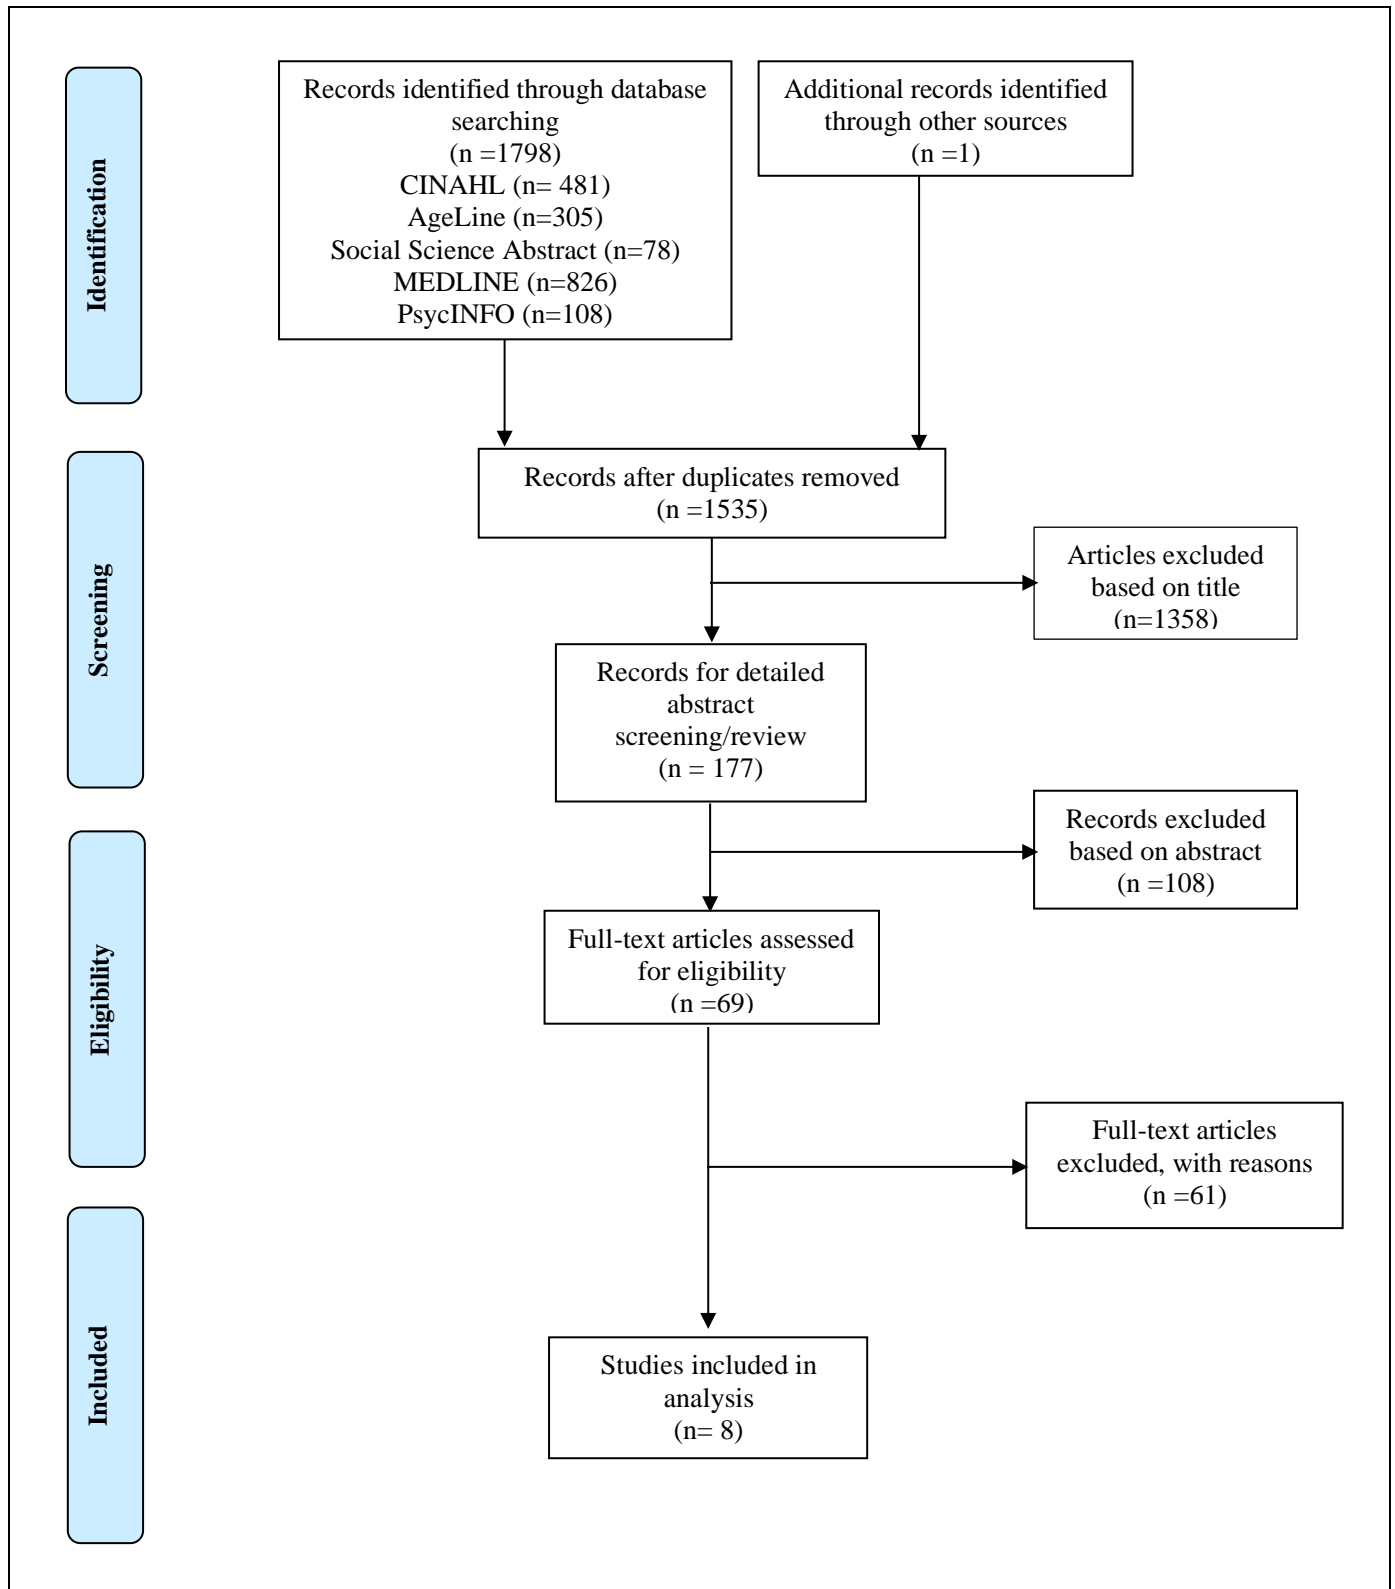 Identification
Records identified through database
searching
(n =1798)
CINAHL (n= 481)
AgeLine (n=305)
Social Science Abstract (n=78)
MEDLINE (n=826)
PsycINFO (n=108)
Additional records identified
through other sources
(n =1)
Screening
Records after duplicates removed
(n =1535)
Articles excluded
based on title
(n=1358)
Records for detailed
abstract
screening/review
(n = 177)
Records excluded
based on abstract
(n =108)
Eligibility
Full-text articles assessed
for eligibility
(n =69)
Full-text articles
excluded, with reasons
(n =61)
Included
Studies included in
analysis
(n= 8)